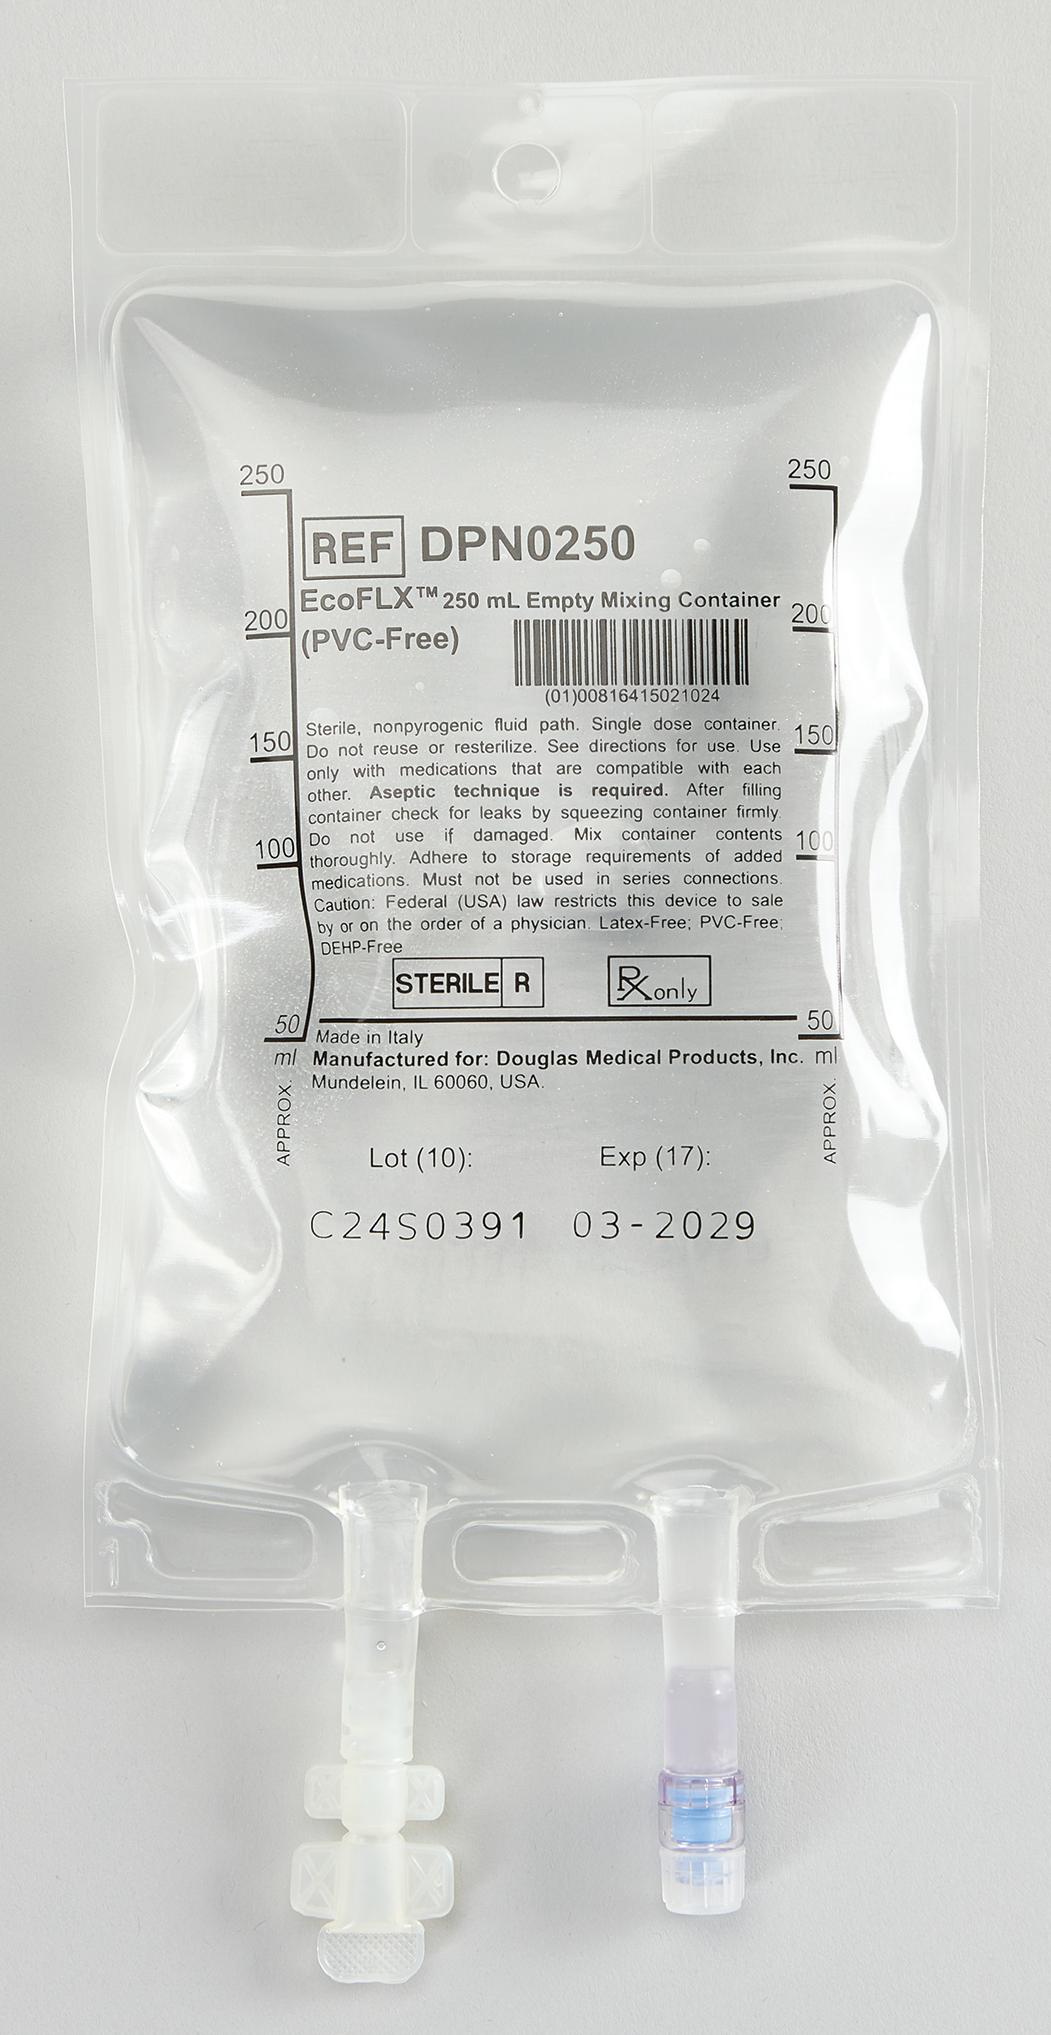 250 250
REF DPN0250
EcoFLX™ 250 mL Empty Mixing Container
200 200
(PVC-Free)
(01)00816415021024
Sterile, nonpyrogenic fluid path. Single dose container.
150 150
Do not reuse or resterilize. See directions for use. Use
only with medications that are compatible with each
other. Aseptic technique is required. After filling
container check for leaks by squeezing container firmly.
Do not use if damaged. Mix container contents
100 100
thoroughly. Adhere to storage requirements of added
medications. Must not be used in series connections.
Caution: Federal (USA) law restricts this device to sale
by or on the order of a physician. Latex-Free; PVC-Free;
DEHP-Free
STERILE R Rx only
50 50
Made in Italy
ml Manufactured for: Douglas Medical Products, Inc. ml
Mundelein, IL 60060, USA.
APPROX. APPROX.
Lot (10): Exp (17):
C24S0391 03-2029
1